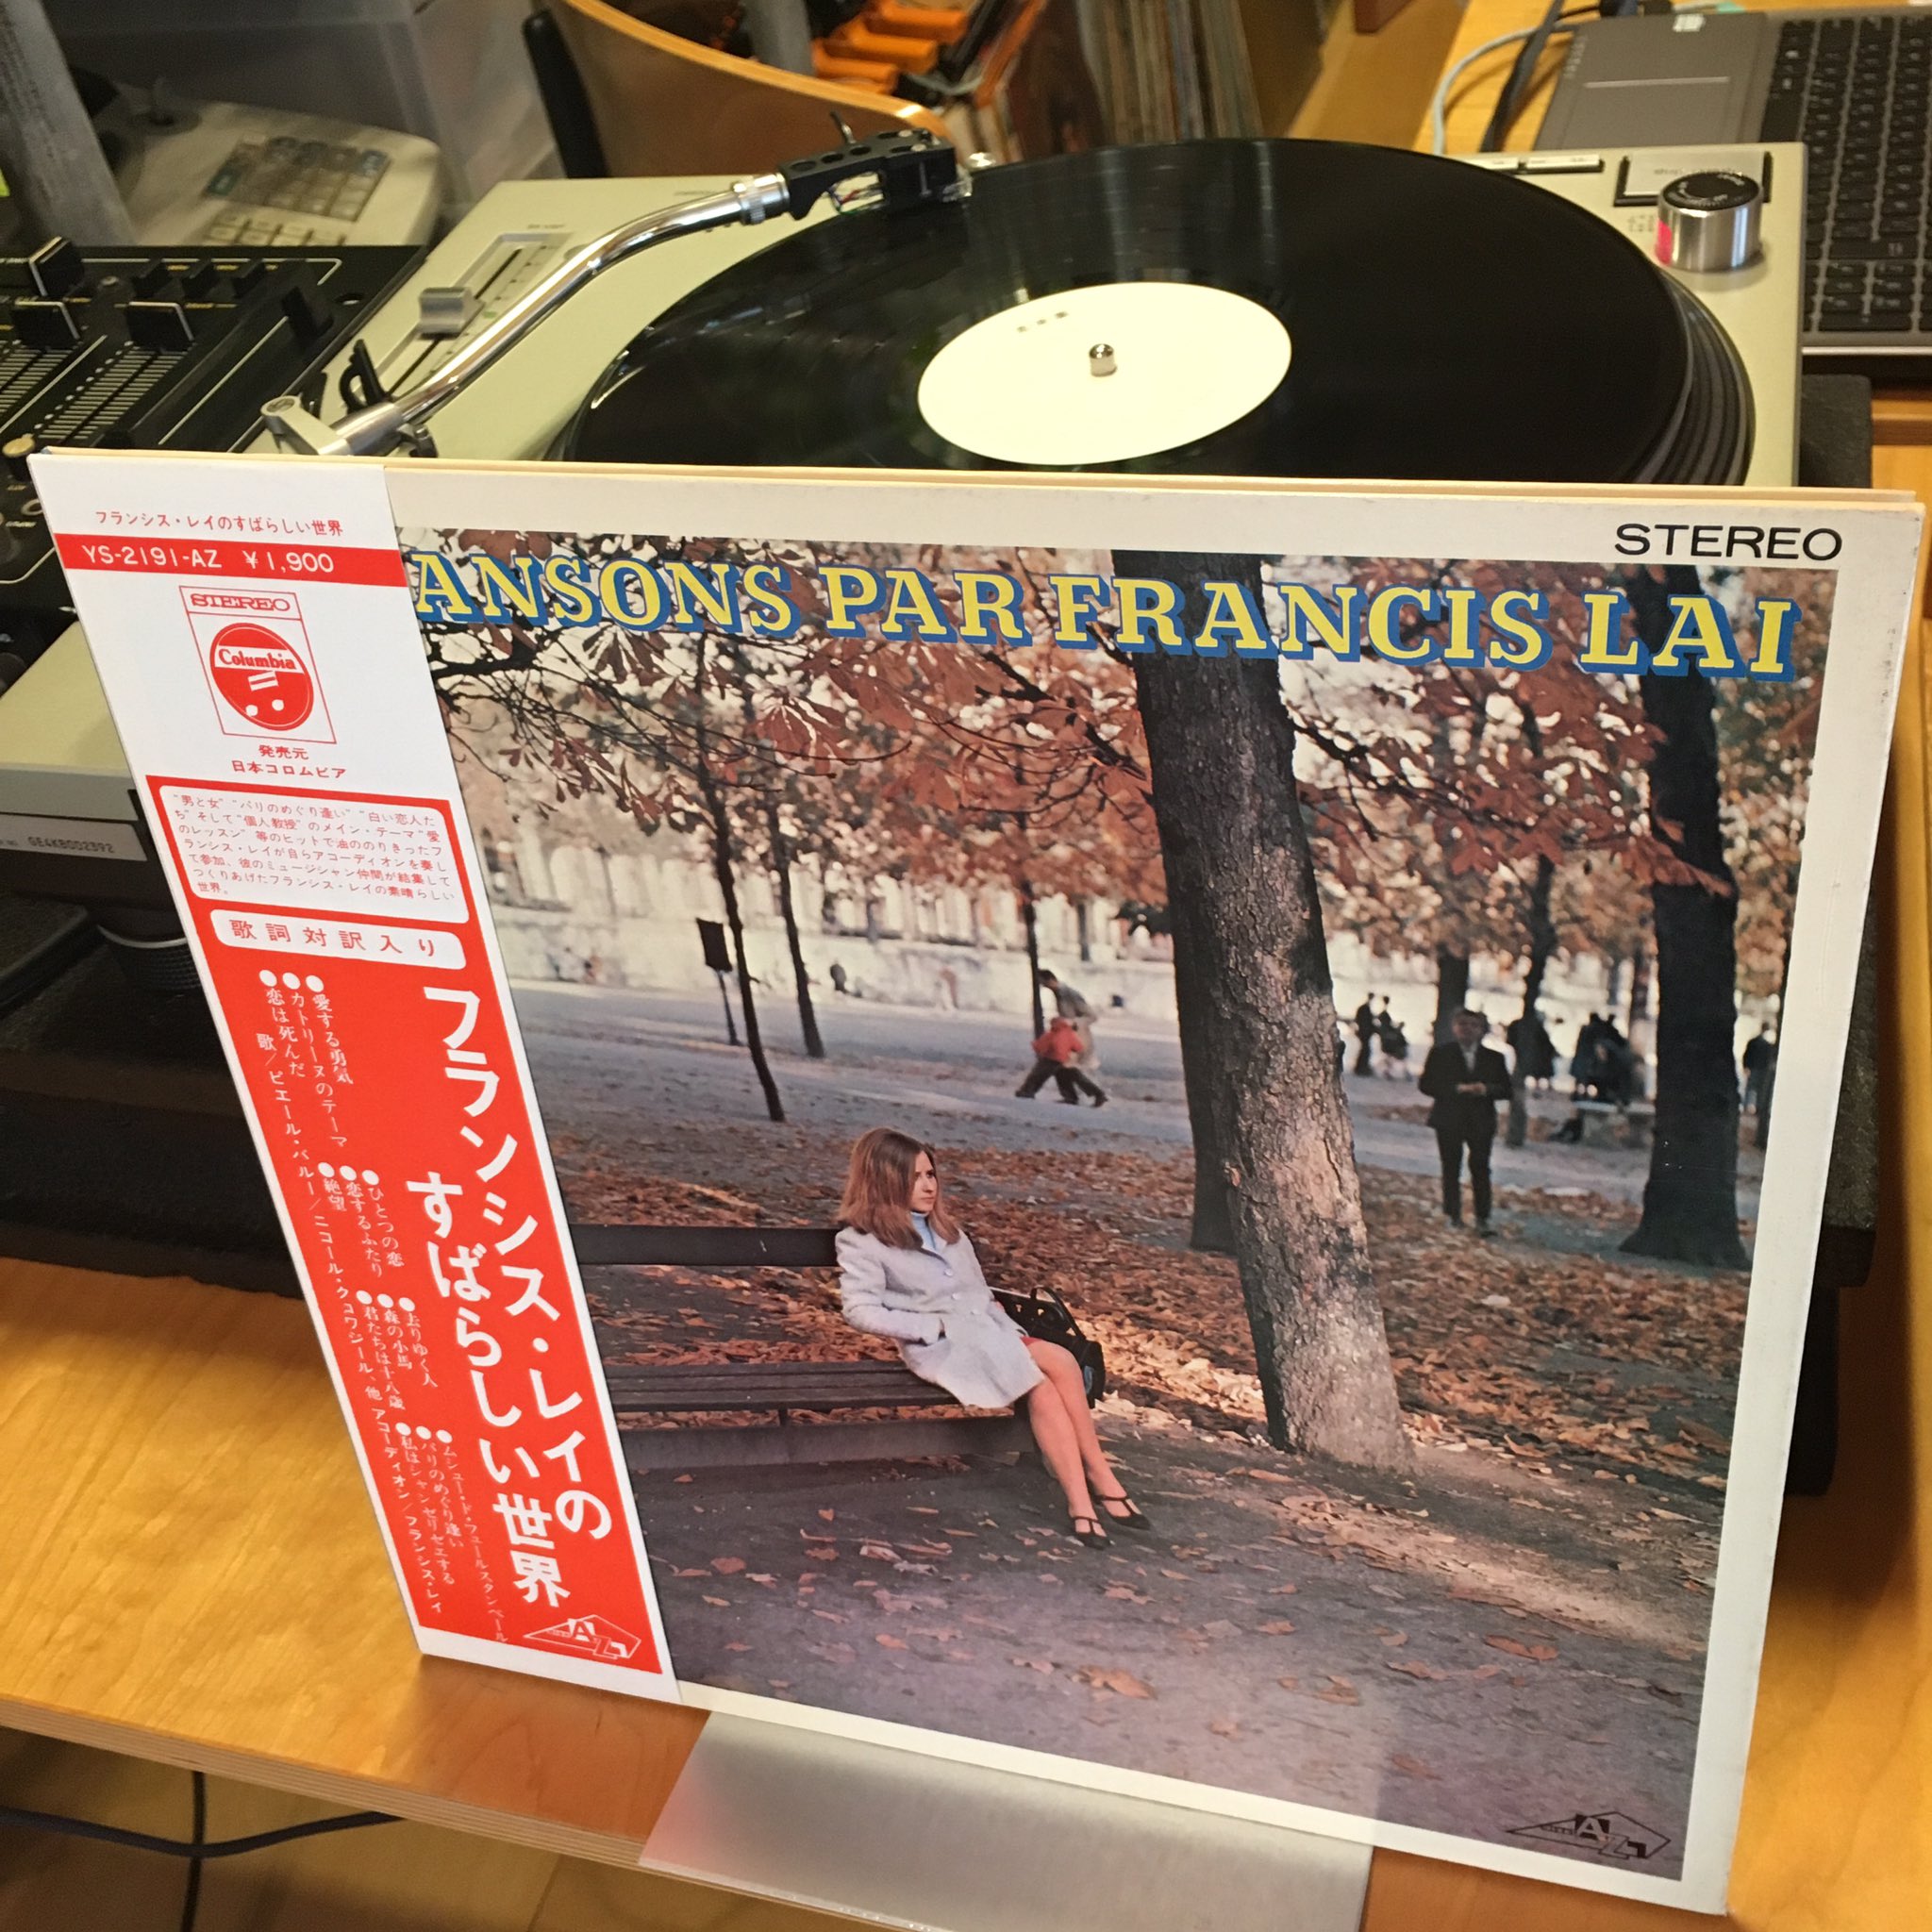 フランシス・レイのすばらしい世界
YS-2191-AZ ¥1,900
STEREO
Columbia
発売元
日本コロムビア
"男と女" "パリのめぐり逢い" "白い恋人た
ち" そして "個人教授" のメイン・テーマ "愛
のレッスン" 等のヒットで油ののりきったフ
ランシス・レイが自らアコーディオンを奏し
て参加、彼のミュージシャン仲間が結集して
つくりあげたフランシス・レイの素晴らしい
世界。
歌詞対訳入り
フランシス・レイの
すばらしい世界
●愛する勇気
●カトリーヌのテーマ
●恋は死んだ
●ひとつの恋
●恋するふたり
●絶望
●去りゆく人
●森の小馬
●君たちは十八歳
●ムシュー・ド・フュールスタンベール
●パリのめぐり逢い
●私はシャンゼリゼエする
歌/ピエール・バルー/ニコール・クロワジール、他 アコーディオン/フランシス・レイ
AZ
STEREO
ANSONS PAR FRANCIS LAI
AZ
SE4KB002392